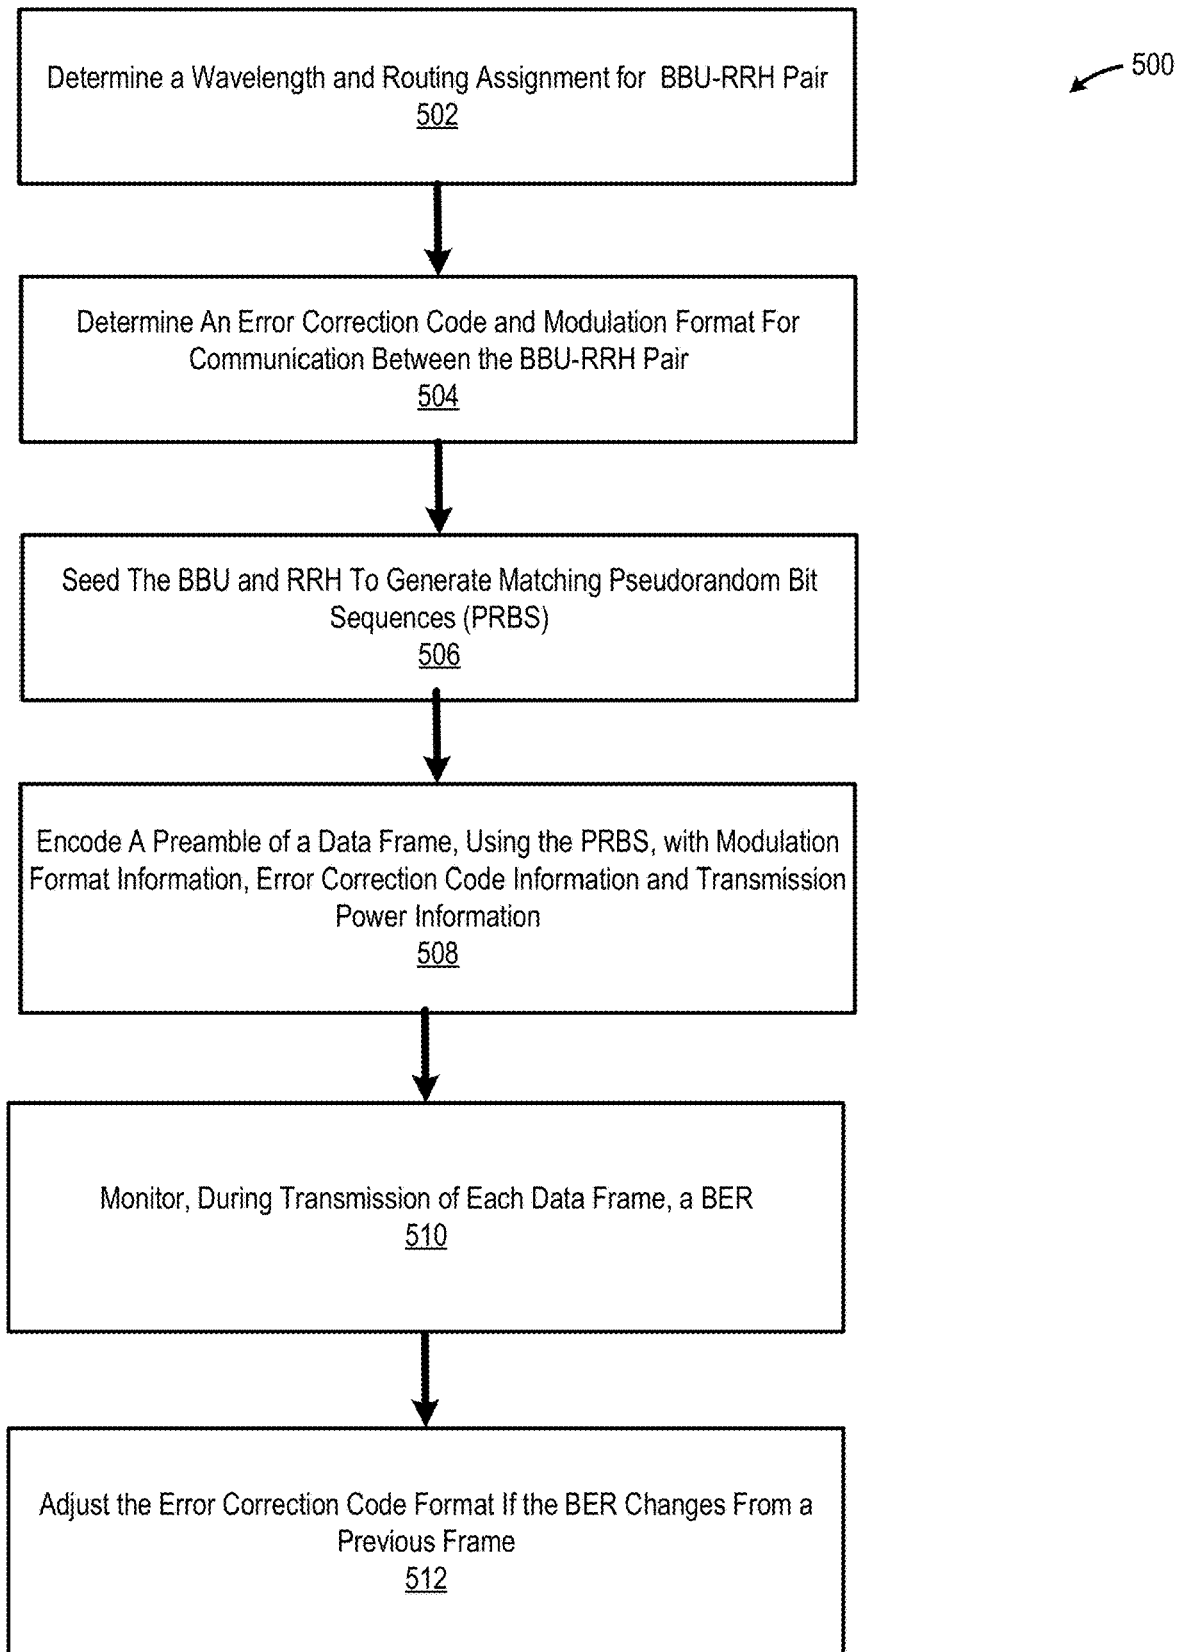 Determine a Wavelength and Routing Assignment for BBU-RRH Pair
502
500
Determine An Error Correction Code and Modulation Format For
Communication Between the BBU-RRH Pair
504
Seed The BBU and RRH To Generate Matching Pseudorandom Bit
Sequences (PRBS)
506
Encode A Preamble of a Data Frame, Using the PRBS, with Modulation
Format Information, Error Correction Code Information and Transmission
Power Information
508
Monitor, During Transmission of Each Data Frame, a BER
510
Adjust the Error Correction Code Format If the BER Changes From a
Previous Frame
512